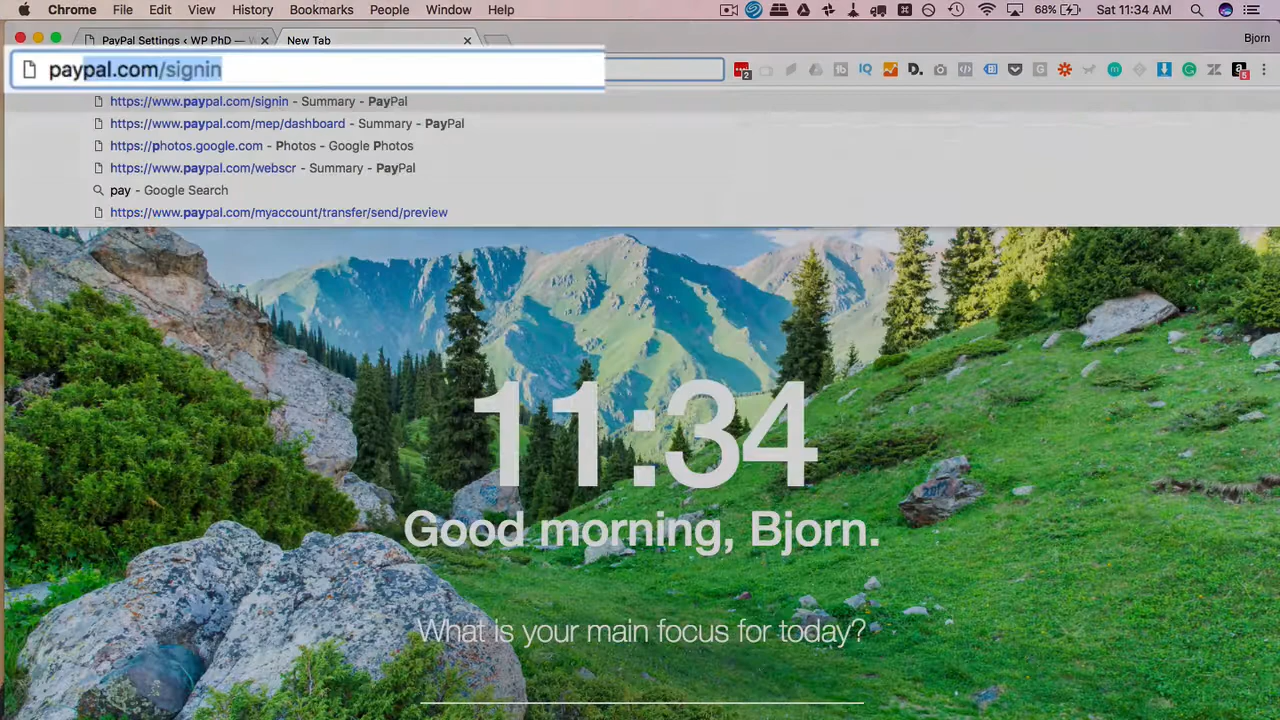 Chrome File Edit View History Bookmarks People Window Help 68% Sat 11:34 AM
PayPal Settings ‹ WP PhD — New Tab Bjorn
paypal.com/signin
https://www.paypal.com/signin - Summary - PayPal
https://www.paypal.com/mep/dashboard - Summary - PayPal
https://photos.google.com - Photos - Google Photos
https://www.paypal.com/webscr - Summary - PayPal
pay - Google Search
https://www.paypal.com/myaccount/transfer/send/preview
11:34
Good morning, Bjorn.
What is your main focus for today?